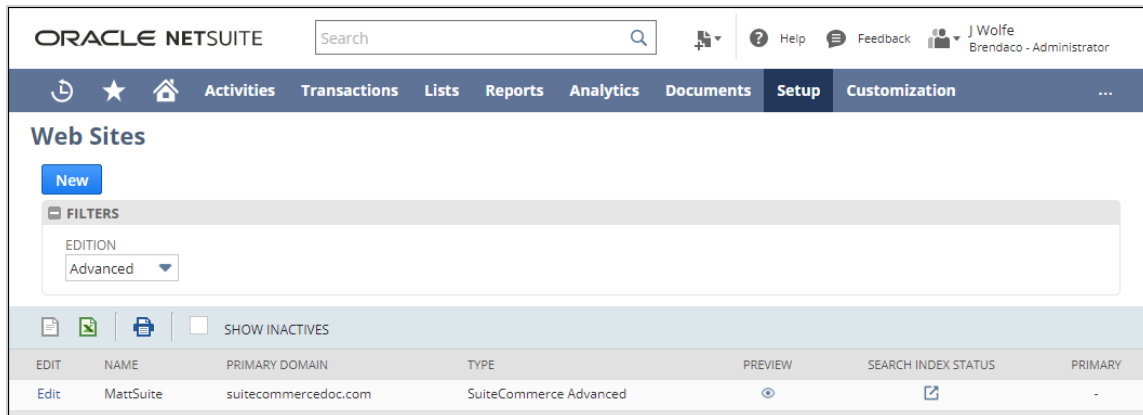 ORACLE NETSUITE
Search
Help
Feedback
J Wolfe
Brendaco - Administrator
Activities Transactions Lists Reports Analytics Documents Setup Customization ...
Web Sites
New
FILTERS
EDITION
Advanced
SHOW INACTIVES
EDIT NAME PRIMARY DOMAIN TYPE PREVIEW SEARCH INDEX STATUS PRIMARY
Edit MattSuite suitecommercedoc.com SuiteCommerce Advanced -